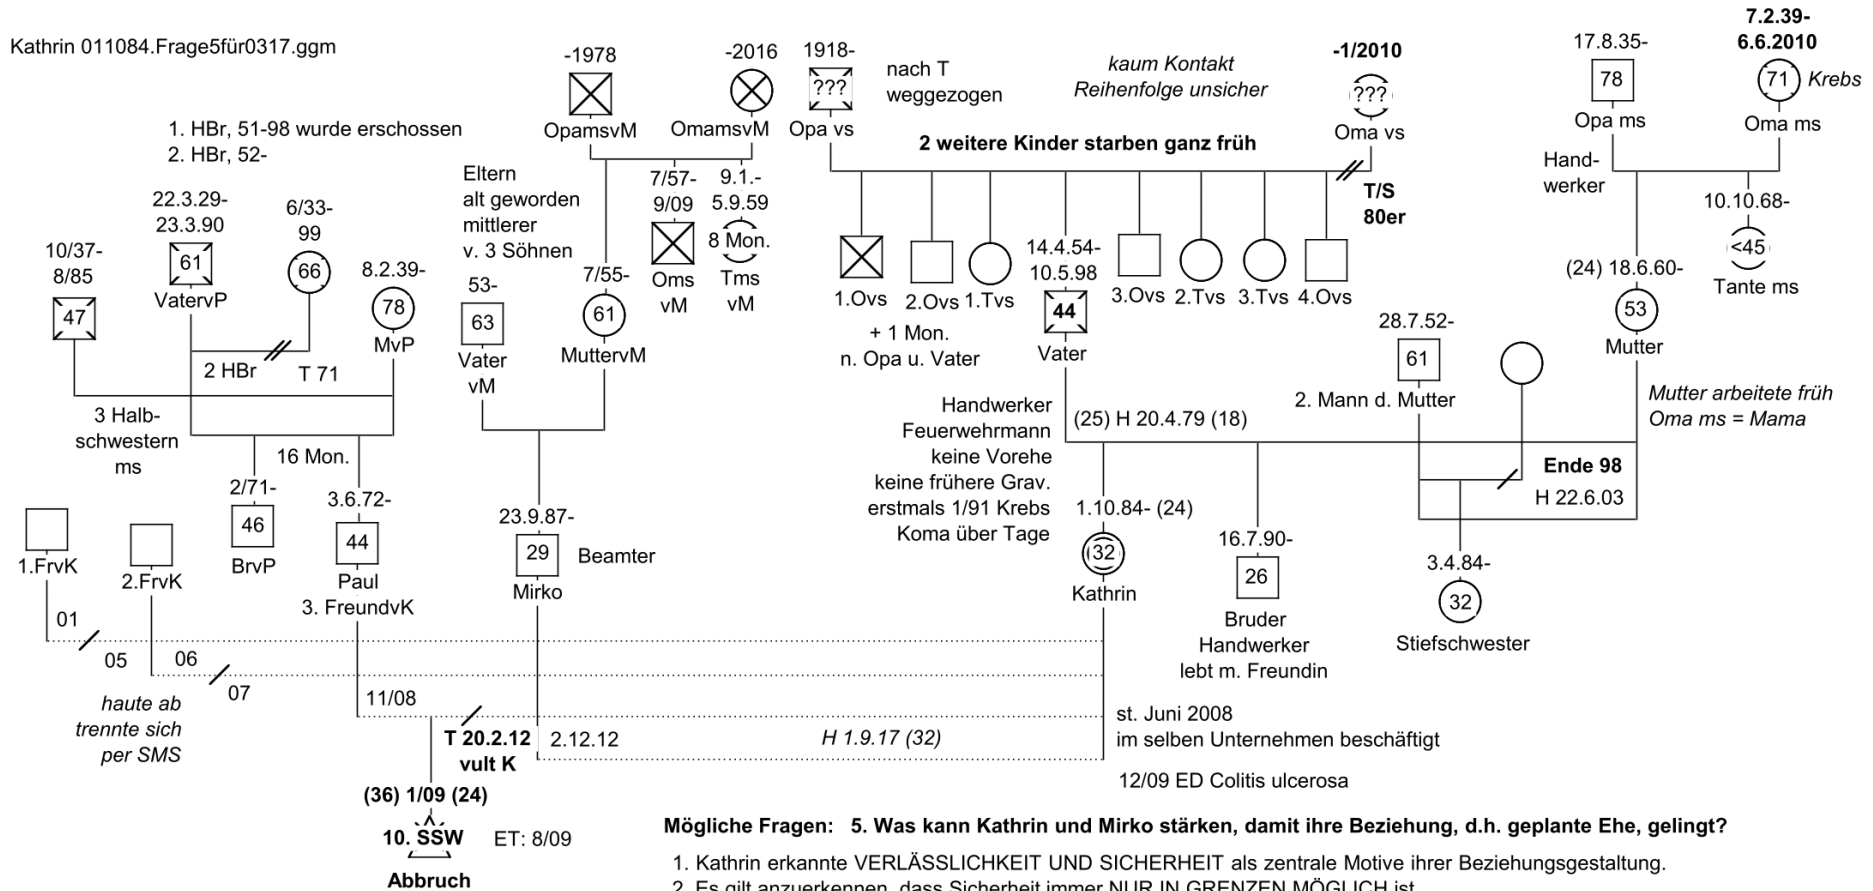 Kathrin 011084.Frage5für0317.ggm
1. HBr, 51-98 wurde erschossen
2. HBr, 52-
10/37-
8/85
47
22.3.29-
23.3.90
61
VatervP
6/33-
99
66
8.2.39-
78
MvP
2 HBr
T 71
3 Halb-
schwestern
ms
16 Mon.
2/71-
46
BrvP
3.6.72-
44
Paul
3. FreundvK
1.FrvK
2.FrvK
01
05
06
07
haute ab
trennte sich
per SMS
11/08
T 20.2.12
vult K
(36) 1/09 (24)
10. SSW
ET: 8/09
Abbruch
-1978
OpamsvM
-2016
OmamsvM
Eltern
alt geworden
mittlerer
v. 3 Söhnen
53-
63
Vater
vM
7/55-
61
MuttervM
7/57-
9/09
Oms
vM
9.1.-
5.9.59
8 Mon.
Tms
vM
23.9.87-
29
Beamter
Mirko
2.12.12
H 1.9.17 (32)
1918-
???
Opa vs
nach T
weggezogen
kaum Kontakt
Reihenfolge unsicher
2 weitere Kinder starben ganz früh
-1/2010
???
Oma vs
T/S
80er
1.Ovs
+ 1 Mon.
n. Opa u. Vater
2.Ovs
1.Tvs
14.4.54-
10.5.98
44
Vater
3.Ovs
2.Tvs
3.Tvs
4.Ovs
Handwerker
Feuerwehrmann
keine Vorehe
keine frühere Grav.
erstmals 1/91 Krebs
Koma über Tage
(25) H 20.4.79 (18)
1.10.84- (24)
32
Kathrin
16.7.90-
26
Bruder
Handwerker
lebt m. Freundin
st. Juni 2008
im selben Unternehmen beschäftigt
12/09 ED Colitis ulcerosa
17.8.35-
78
Opa ms
Hand-
werker
7.2.39-
6.6.2010
71
Krebs
Oma ms
10.10.68-
<45
Tante ms
(24) 18.6.60-
53
Mutter
Mutter arbeitete früh
Oma ms = Mama
28.7.52-
61
2. Mann d. Mutter
Ende 98
H 22.6.03
3.4.84-
32
Stiefschwester
Mögliche Fragen: 5. Was kann Kathrin und Mirko stärken, damit ihre Beziehung, d.h. geplante Ehe, gelingt?
1. Kathrin erkannte VERLÄSSLICHKEIT UND SICHERHEIT als zentrale Motive ihrer Beziehungsgestaltung.
2. Es gilt anzuerkennen, dass Sicherheit immer NUR IN GRENZEN MÖGLICH ist.